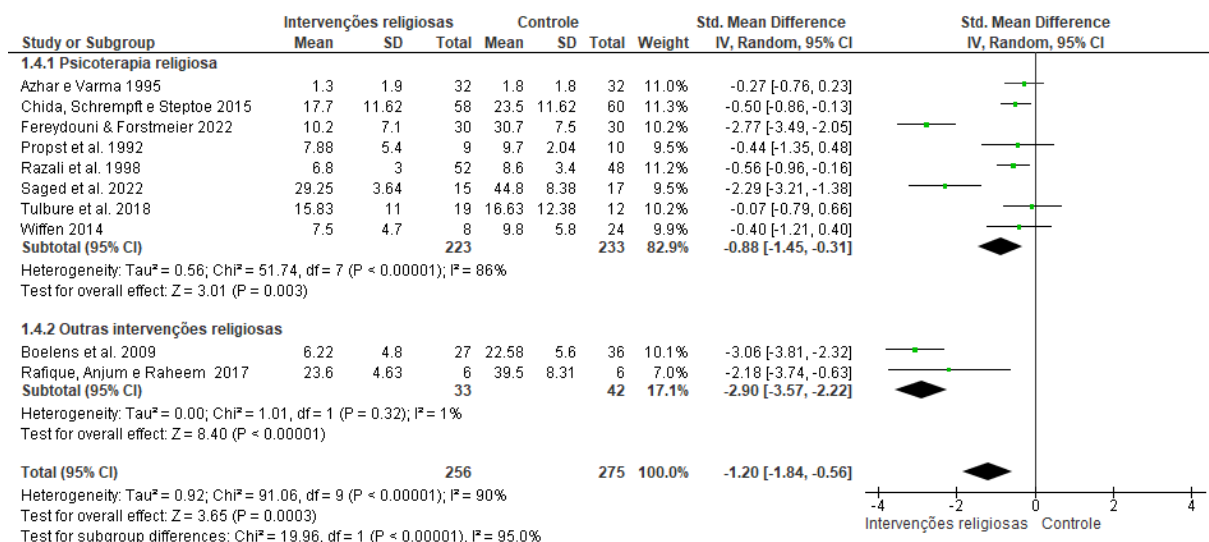 Intervenções religiosas Controle Std. Mean Difference Std. Mean Difference
Study or Subgroup Mean SD Total Mean SD Total Weight IV, Random, 95% CI IV, Random, 95% CI
1.4.1 Psicoterapia religiosa
Azhar e Varma 1995 1.3 1.9 32 1.8 1.8 32 11.0% -0.27 [-0.76, 0.23]
Chida, Schrempft e Steptoe 2015 17.7 11.62 58 23.5 11.62 60 11.3% -0.50 [-0.86, -0.13]
Fereydouni & Forstmeier 2022 10.2 7.1 30 30.7 7.5 30 10.2% -2.77 [-3.49, -2.05]
Propst et al. 1992 7.88 5.4 9 9.7 2.04 10 9.5% -0.44 [-1.35, 0.48]
Razali et al. 1998 6.8 3 52 8.6 3.4 48 11.2% -0.56 [-0.96, -0.16]
Saged et al. 2022 29.25 3.64 15 44.8 8.38 17 9.5% -2.29 [-3.21, -1.38]
Tulbure et al. 2018 15.83 11 19 16.63 12.38 12 10.2% -0.07 [-0.79, 0.66]
Wiffen 2014 7.5 4.7 8 9.8 5.8 24 9.9% -0.40 [-1.21, 0.40]
Subtotal (95% CI) 223 233 82.9% -0.88 [-1.45, -0.31]
Heterogeneity: Tau² = 0.56; Chi² = 51.74, df = 7 (P < 0.00001); I² = 86%
Test for overall effect: Z = 3.01 (P = 0.003)
1.4.2 Outras intervenções religiosas
Boelens et al. 2009 6.22 4.8 27 22.58 5.6 36 10.1% -3.06 [-3.81, -2.32]
Rafique, Anjum e Raheem 2017 23.6 4.63 6 39.5 8.31 6 7.0% -2.18 [-3.74, -0.63]
Subtotal (95% CI) 33 42 17.1% -2.90 [-3.57, -2.22]
Heterogeneity: Tau² = 0.00; Chi² = 1.01, df = 1 (P = 0.32); I² = 1%
Test for overall effect: Z = 8.40 (P < 0.00001)
Total (95% CI) 256 275 100.0% -1.20 [-1.84, -0.56]
Heterogeneity: Tau² = 0.92; Chi² = 91.06, df = 9 (P < 0.00001); I² = 90%
Test for overall effect: Z = 3.65 (P = 0.0003)
Test for subgroup differences: Chi² = 19.96, df = 1 (P < 0.00001), I² = 95.0%
-4 -2 0 2 4
Intervenções religiosas Controle